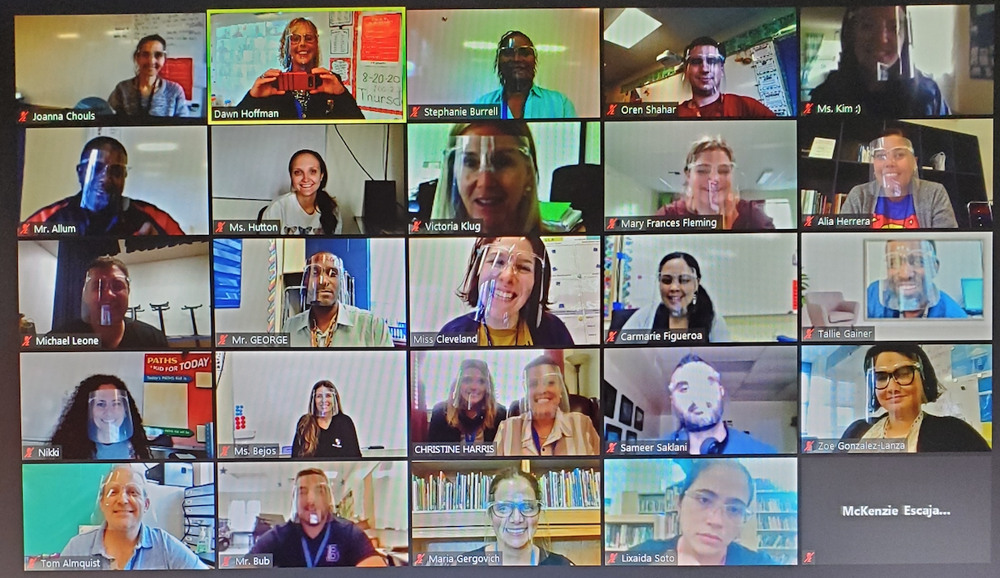 Joanna Chouls
8-20-20
Thursd
Dawn Hoffman
Stephanie Burrell
Oren Shahar
Ms. Kim :)
Mr. Allum
Ms. Hutton
Victoria Klug
Mary Frances Fleming
Alia Herrera
Michael Leone
Mr. GEORGE
Miss Cleveland
Carmarie Figueroa
Tallie Gainer
PATHS
KID FOR TODAY
Nikki
Ms. Bejos
CHRISTINE HARRIS
Sameer Saklani
Zoe Gonzalez-Lanza
Tom Almquist
Mr. Bub
Maria Gergovich
Lixaida Soto
McKenzie Escaja...